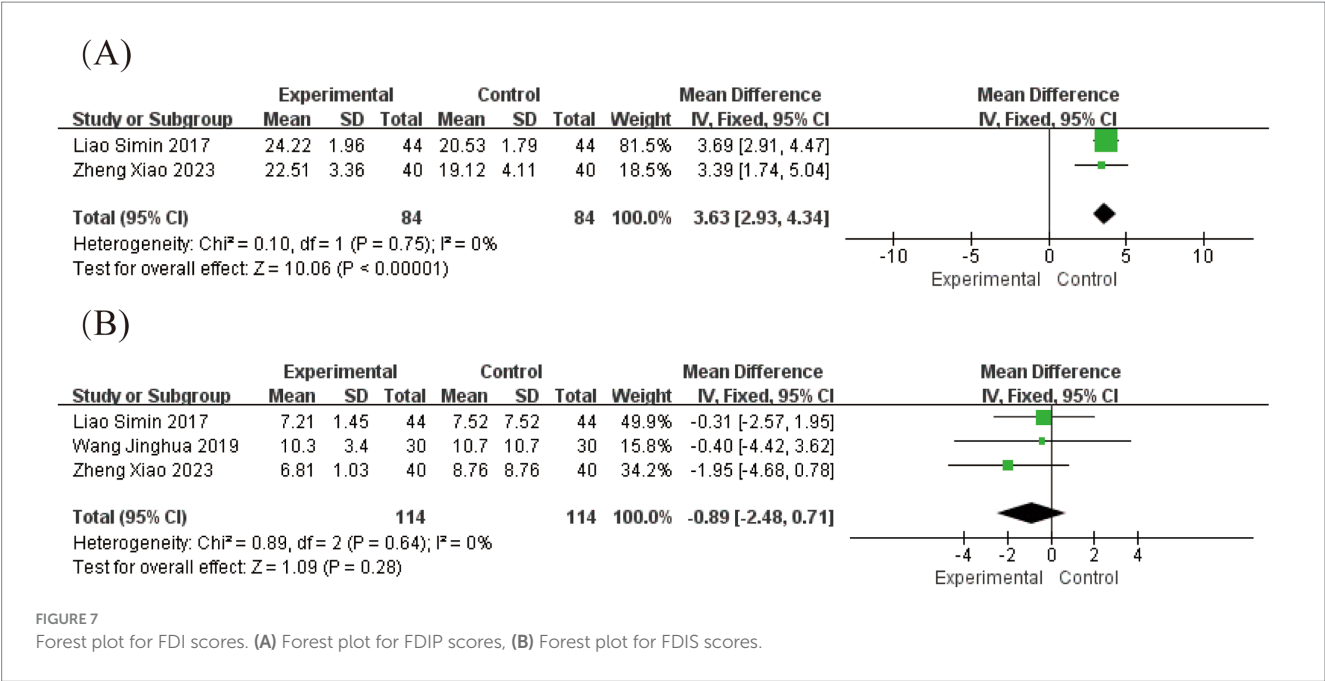 (A)
Experimental Control Mean Difference Mean Difference
Study or Subgroup Mean SD Total Mean SD Total Weight IV, Fixed, 95% CI IV, Fixed, 95% CI
Liao Simin 2017 24.22 1.96 44 20.53 1.79 44 81.5% 3.69 [2.91, 4.47]
Zheng Xiao 2023 22.51 3.36 40 19.12 4.11 40 18.5% 3.39 [1.74, 5.04]
Total (95% CI) 84 84 100.0% 3.63 [2.93, 4.34]
Heterogeneity: Chi² = 0.10, df = 1 (P = 0.75); I² = 0%
Test for overall effect: Z = 10.06 (P < 0.00001)
-10 -5 0 5 10
Experimental Control
(B)
Experimental Control Mean Difference Mean Difference
Study or Subgroup Mean SD Total Mean SD Total Weight IV, Fixed, 95% CI IV, Fixed, 95% CI
Liao Simin 2017 7.21 1.45 44 7.52 7.52 44 49.9% -0.31 [-2.57, 1.95]
Wang Jinghua 2019 10.3 3.4 30 10.7 10.7 30 15.8% -0.40 [-4.42, 3.62]
Zheng Xiao 2023 6.81 1.03 40 8.76 8.76 40 34.2% -1.95 [-4.68, 0.78]
Total (95% CI) 114 114 100.0% -0.89 [-2.48, 0.71]
Heterogeneity: Chi² = 0.89, df = 2 (P = 0.64); I² = 0%
Test for overall effect: Z = 1.09 (P = 0.28)
-4 -2 0 2 4
Experimental Control
FIGURE 7
Forest plot for FDI scores. (A) Forest plot for FDIP scores, (B) Forest plot for FDIS scores.